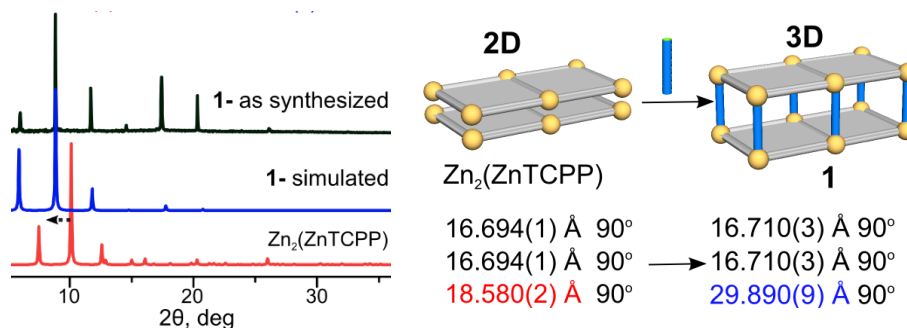 1- as synthesized
1- simulated
Zn₂(ZnTCPP)
10
20
30
2θ, deg
2D
3D
Zn₂(ZnTCPP)
1
16.694(1) Å 90°
16.694(1) Å 90°
18.580(2) Å 90°
16.710(3) Å 90°
16.710(3) Å 90°
29.890(9) Å 90°